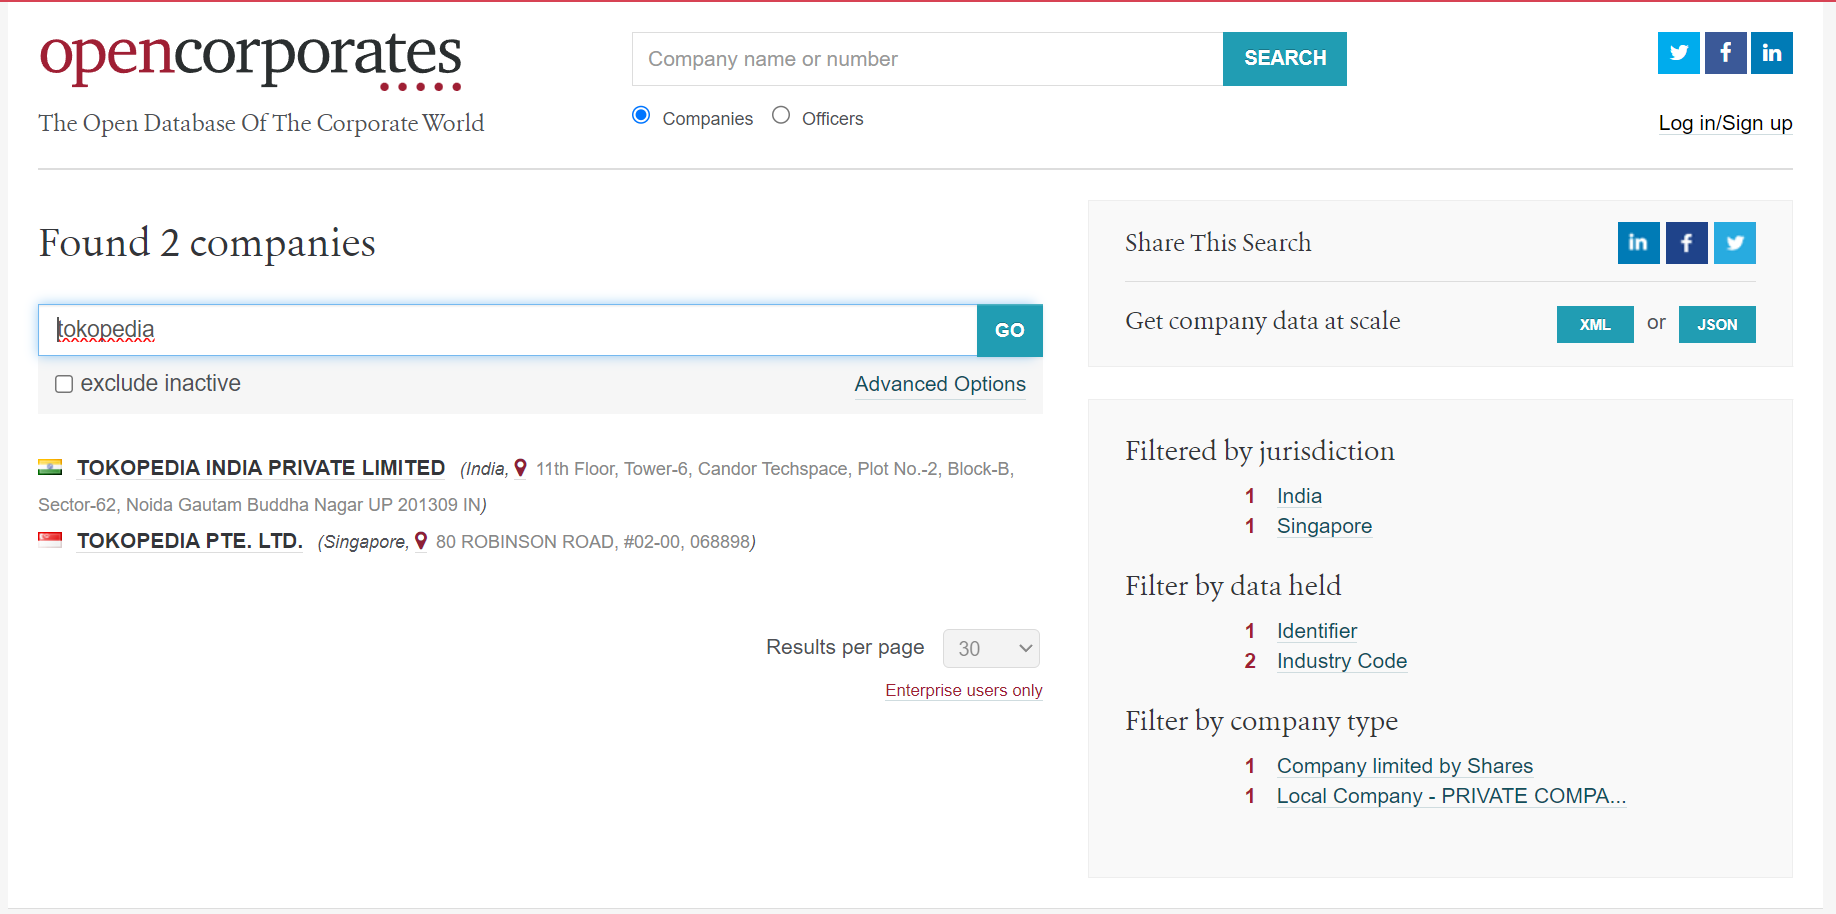 opencorporates
The Open Database Of The Corporate World
Company name or number
SEARCH
Companies
Officers
Log in/Sign up
Found 2 companies
tokopedia
GO
exclude inactive
Advanced Options
TOKOPEDIA INDIA PRIVATE LIMITED (India, 11th Floor, Tower-6, Candor Techspace, Plot No.-2, Block-B,
Sector-62, Noida Gautam Buddha Nagar UP 201309 IN)
TOKOPEDIA PTE. LTD. (Singapore, 80 ROBINSON ROAD, #02-00, 068898)
Results per page 30
Enterprise users only
Share This Search
Get company data at scale XML or JSON
Filtered by jurisdiction
1 India
1 Singapore
Filter by data held
1 Identifier
2 Industry Code
Filter by company type
1 Company limited by Shares
1 Local Company - PRIVATE COMPA...